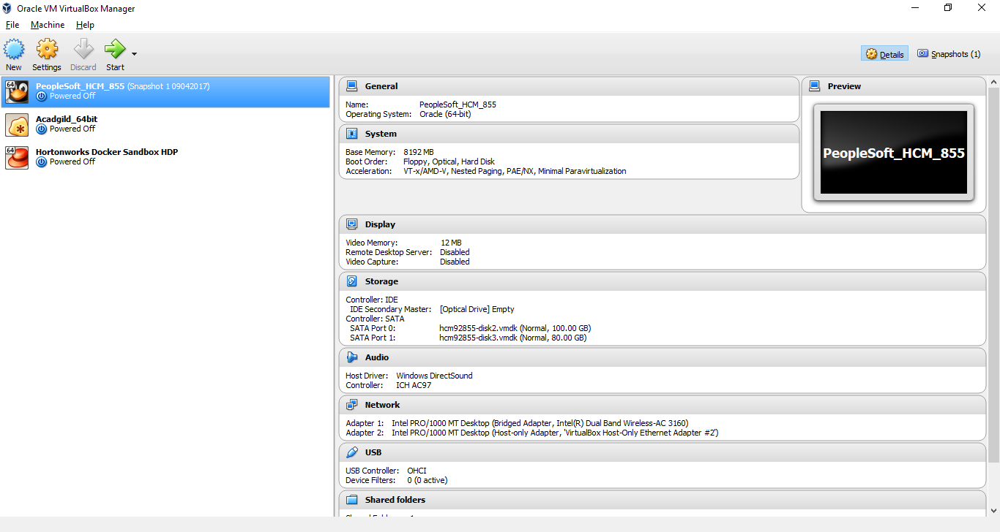 Oracle VM VirtualBox Manager
File Machine Help
New Settings Discard Start
Details Snapshots (1)
64 PeopleSoft_HCM_855 (Snapshot 1 09042017)
Powered Off
Acadgild_64bit
Powered Off
64 Hortonworks Docker Sandbox HDP
Powered Off
General
Name: PeopleSoft_HCM_855
Operating System: Oracle (64-bit)
System
Base Memory: 8192 MB
Boot Order: Floppy, Optical, Hard Disk
Acceleration: VT-x/AMD-V, Nested Paging, PAE/NX, Minimal Paravirtualization
Preview
PeopleSoft_HCM_855
Display
Video Memory: 12 MB
Remote Desktop Server: Disabled
Video Capture: Disabled
Storage
Controller: IDE
IDE Secondary Master: [Optical Drive] Empty
Controller: SATA
SATA Port 0: hcm92855-disk2.vmdk (Normal, 100.00 GB)
SATA Port 1: hcm92855-disk3.vmdk (Normal, 80.00 GB)
Audio
Host Driver: Windows DirectSound
Controller: ICH AC97
Network
Adapter 1: Intel PRO/1000 MT Desktop (Bridged Adapter, Intel(R) Dual Band Wireless-AC 3160)
Adapter 2: Intel PRO/1000 MT Desktop (Host-only Adapter, 'VirtualBox Host-Only Ethernet Adapter #2')
USB
USB Controller: OHCI
Device Filters: 0 (0 active)
Shared folders